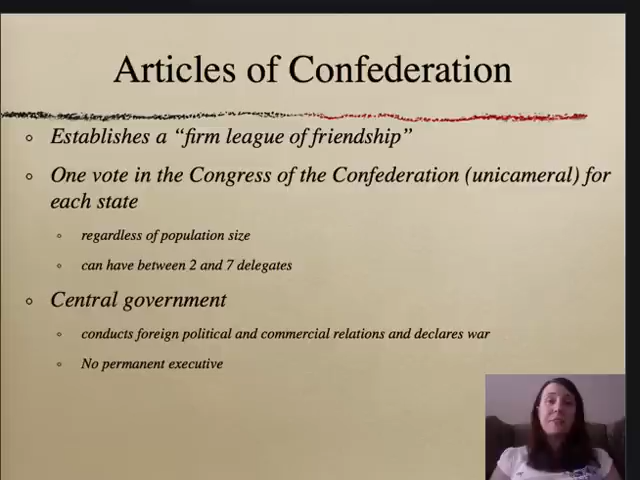 Articles of Confederation
Establishes a “firm league of friendship”
One vote in the Congress of the Confederation (unicameral) for
each state
regardless of population size
can have between 2 and 7 delegates
Central government
conducts foreign political and commercial relations and declares war
No permanent executive